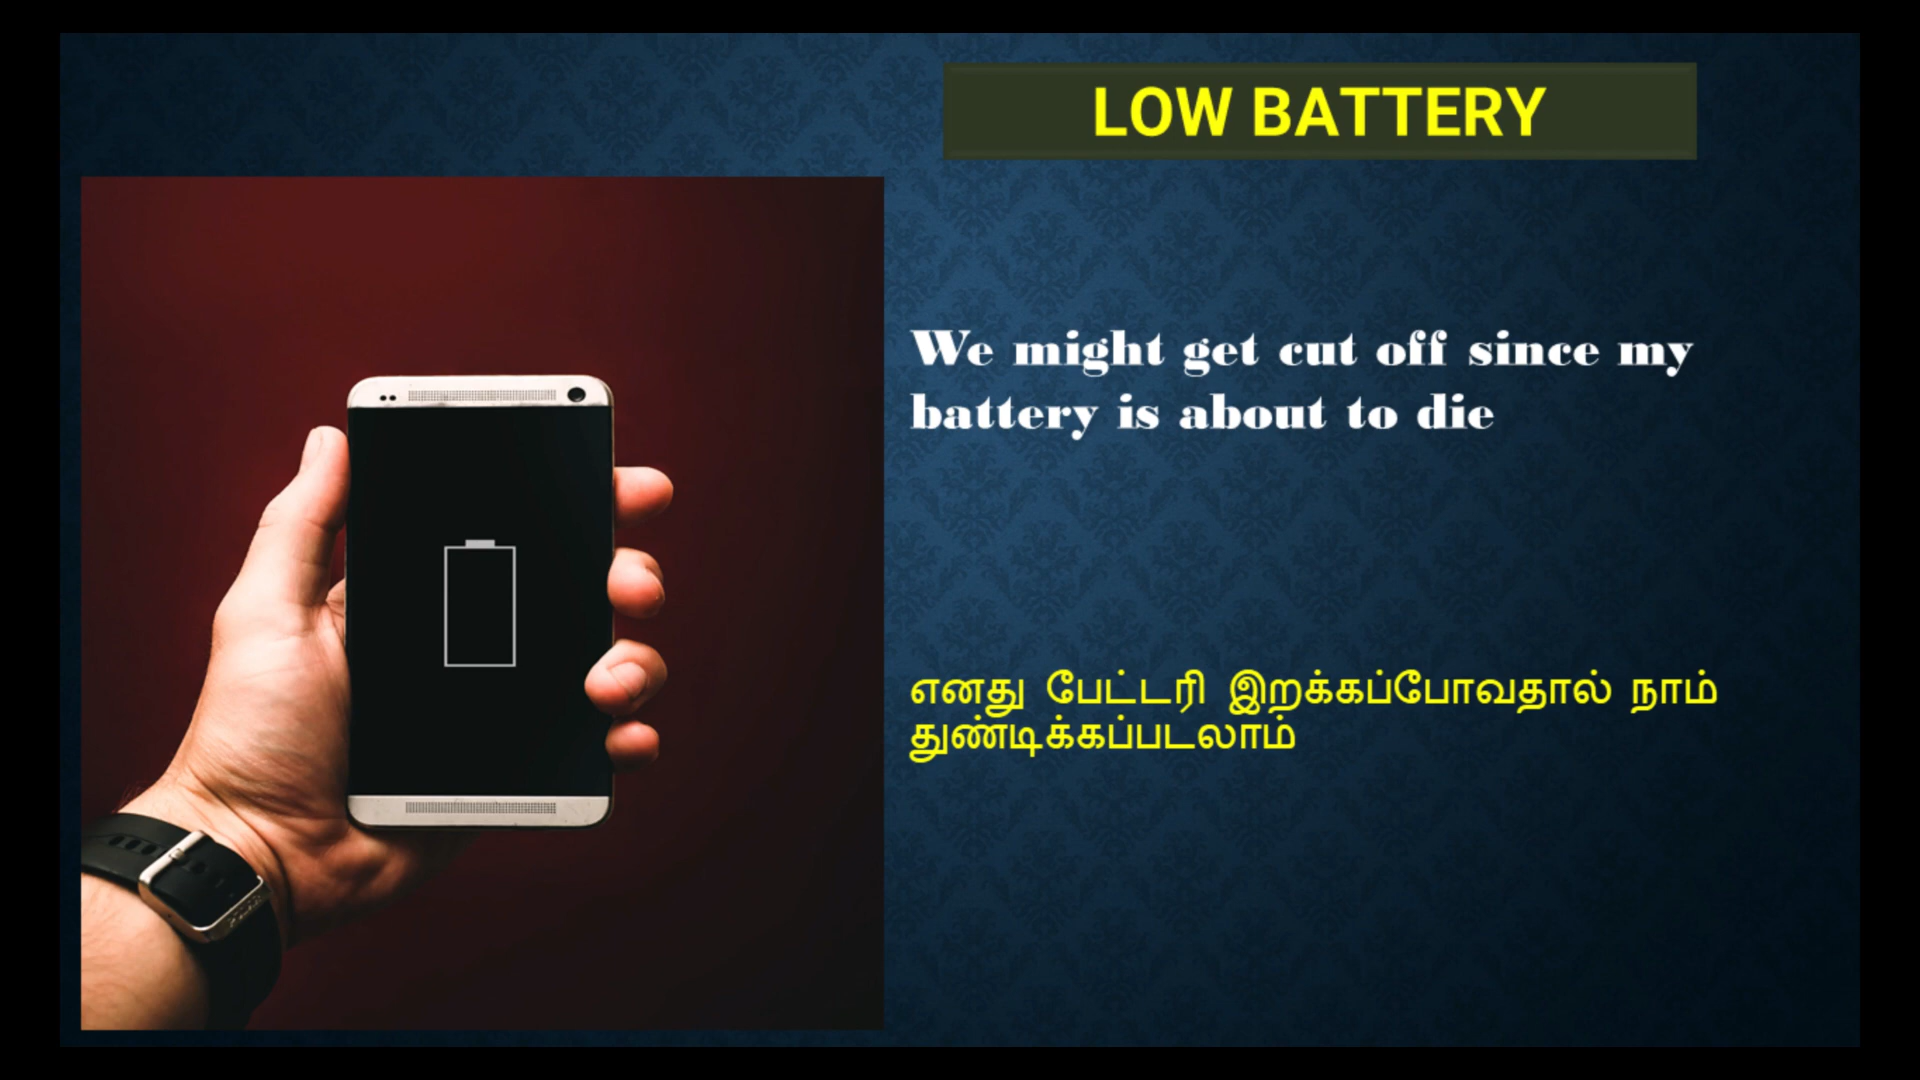 LOW BATTERY
We might get cut off since my
battery is about to die
எனது பேட்டரி இறக்கப்போவதால் நாம்
துண்டிக்கப்படலாம்